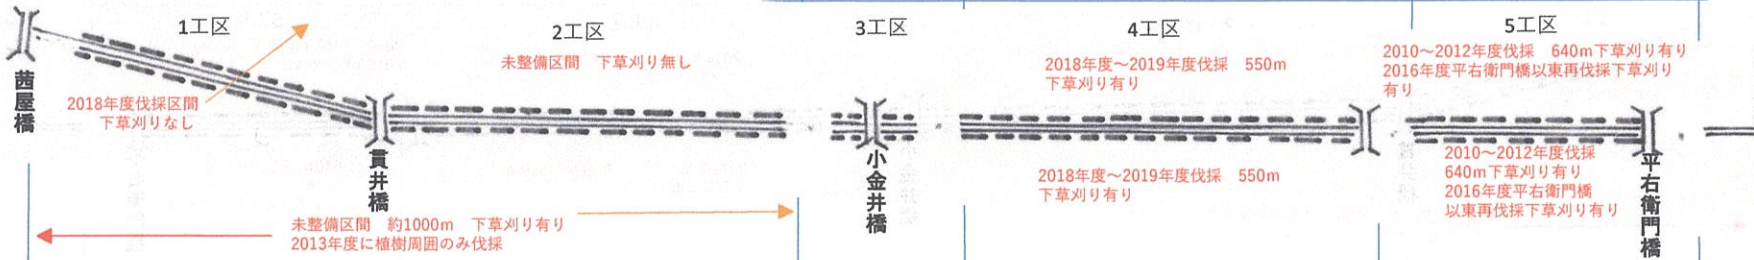 1工区
2工区
3工区
4工区
5工区
未整備区間 下草刈り無し
2018年度~2019年度伐採 550m
下草刈り有り
2010~2012年度伐採 640m下草刈り有り
2016年度平右衛門橋以東再伐採下草刈り
有り
2018年度伐採区間
下草刈りなし
茜屋橋
貫井橋
小金井橋
平右衛門橋
2018年度~2019年度伐採 550m
下草刈り有り
2010~2012年度伐採
640m下草刈り有り
2016年度平右衛門橋
以東再伐採下草刈り有り
未整備区間 約1000m 下草刈り有り
2013年度に植樹周囲のみ伐採